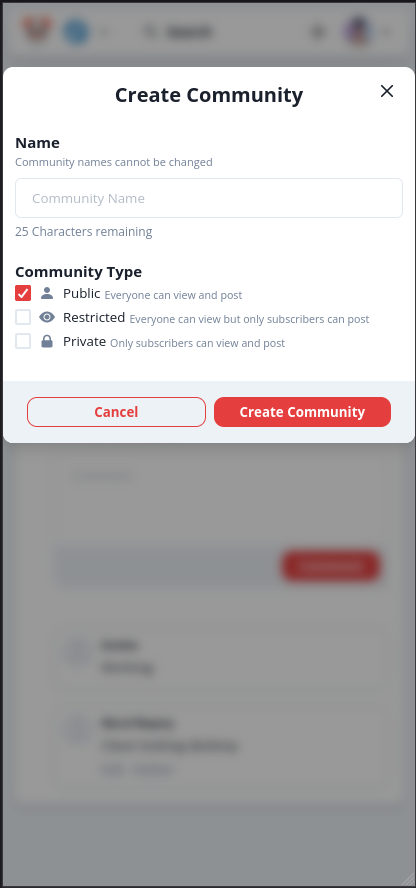 Search
Create Community
Name
Community names cannot be changed
Community Name
25 Characters remaining
Community Type
Public Everyone can view and post
Restricted Everyone can view but only subscribers can post
Private Only subscribers can view and post
Cancel
Create Community